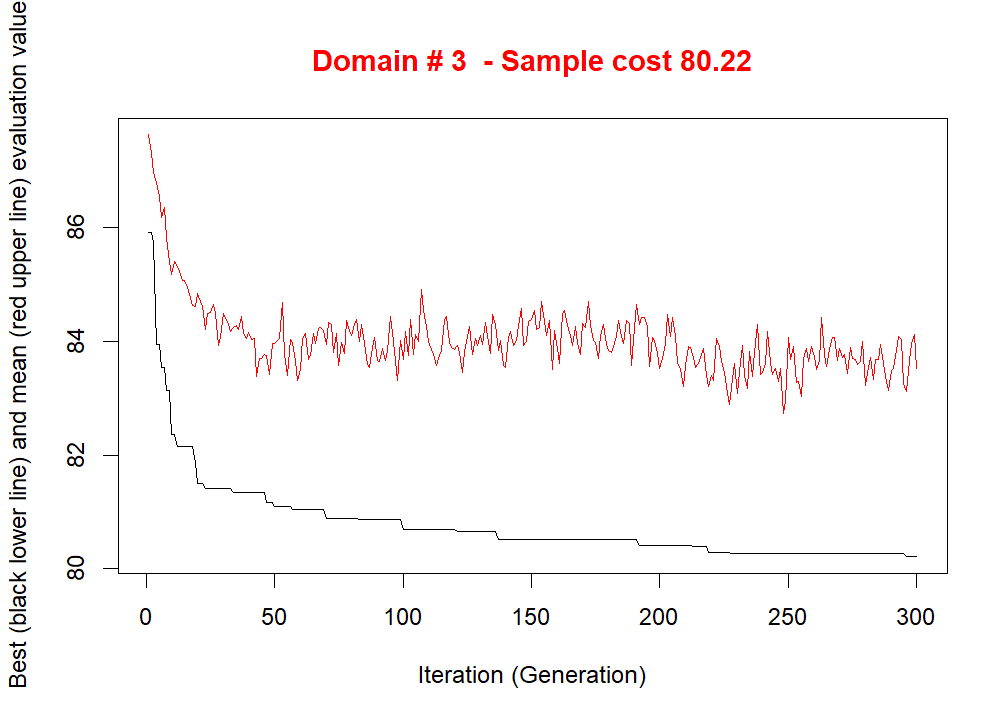 Domain # 3  - Sample cost 80.22
Best (black lower line) and mean (red upper line) evaluation value
86
84
82
80
0 50 100 150 200 250 300
Iteration (Generation)